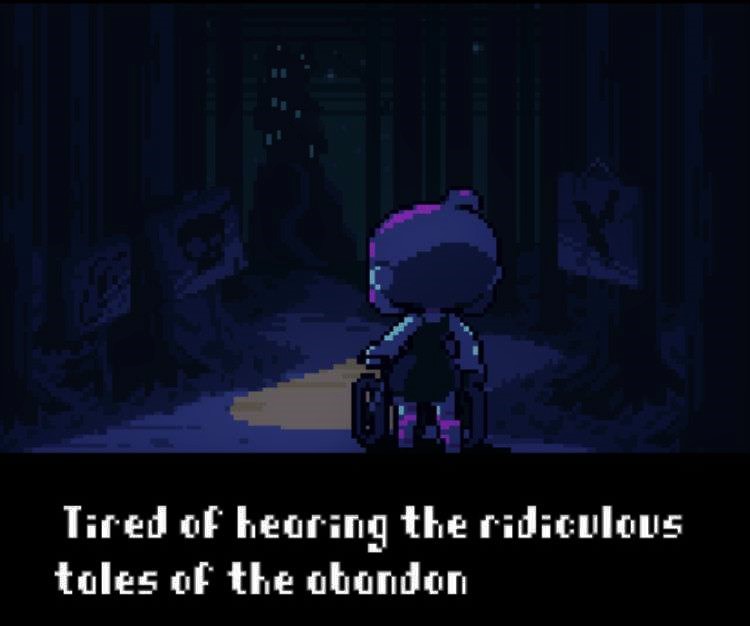 Tired of hearing the ridiculous
tales of the abandon